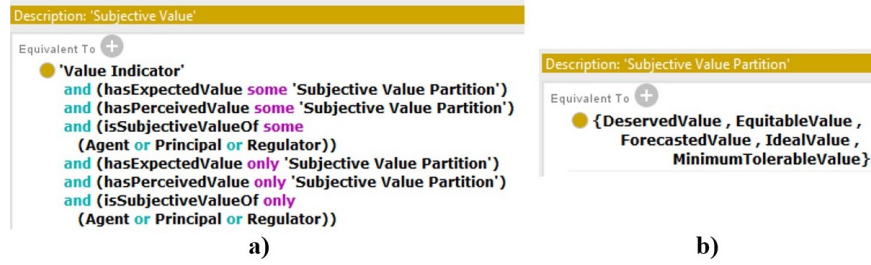 Description: 'Subjective Value'
Equivalent To
'Value Indicator'
and (hasExpectedValue some 'Subjective Value Partition')
and (hasPerceivedValue some 'Subjective Value Partition')
and (isSubjectiveValueOf some
(Agent or Principal or Regulator))
and (hasExpectedValue only 'Subjective Value Partition')
and (hasPerceivedValue only 'Subjective Value Partition')
and (isSubjectiveValueOf only
(Agent or Principal or Regulator))
a)
Description: 'Subjective Value Partition'
Equivalent To
{DeservedValue , EquitableValue ,
ForecastedValue , IdealValue ,
MinimumTolerableValue}
b)